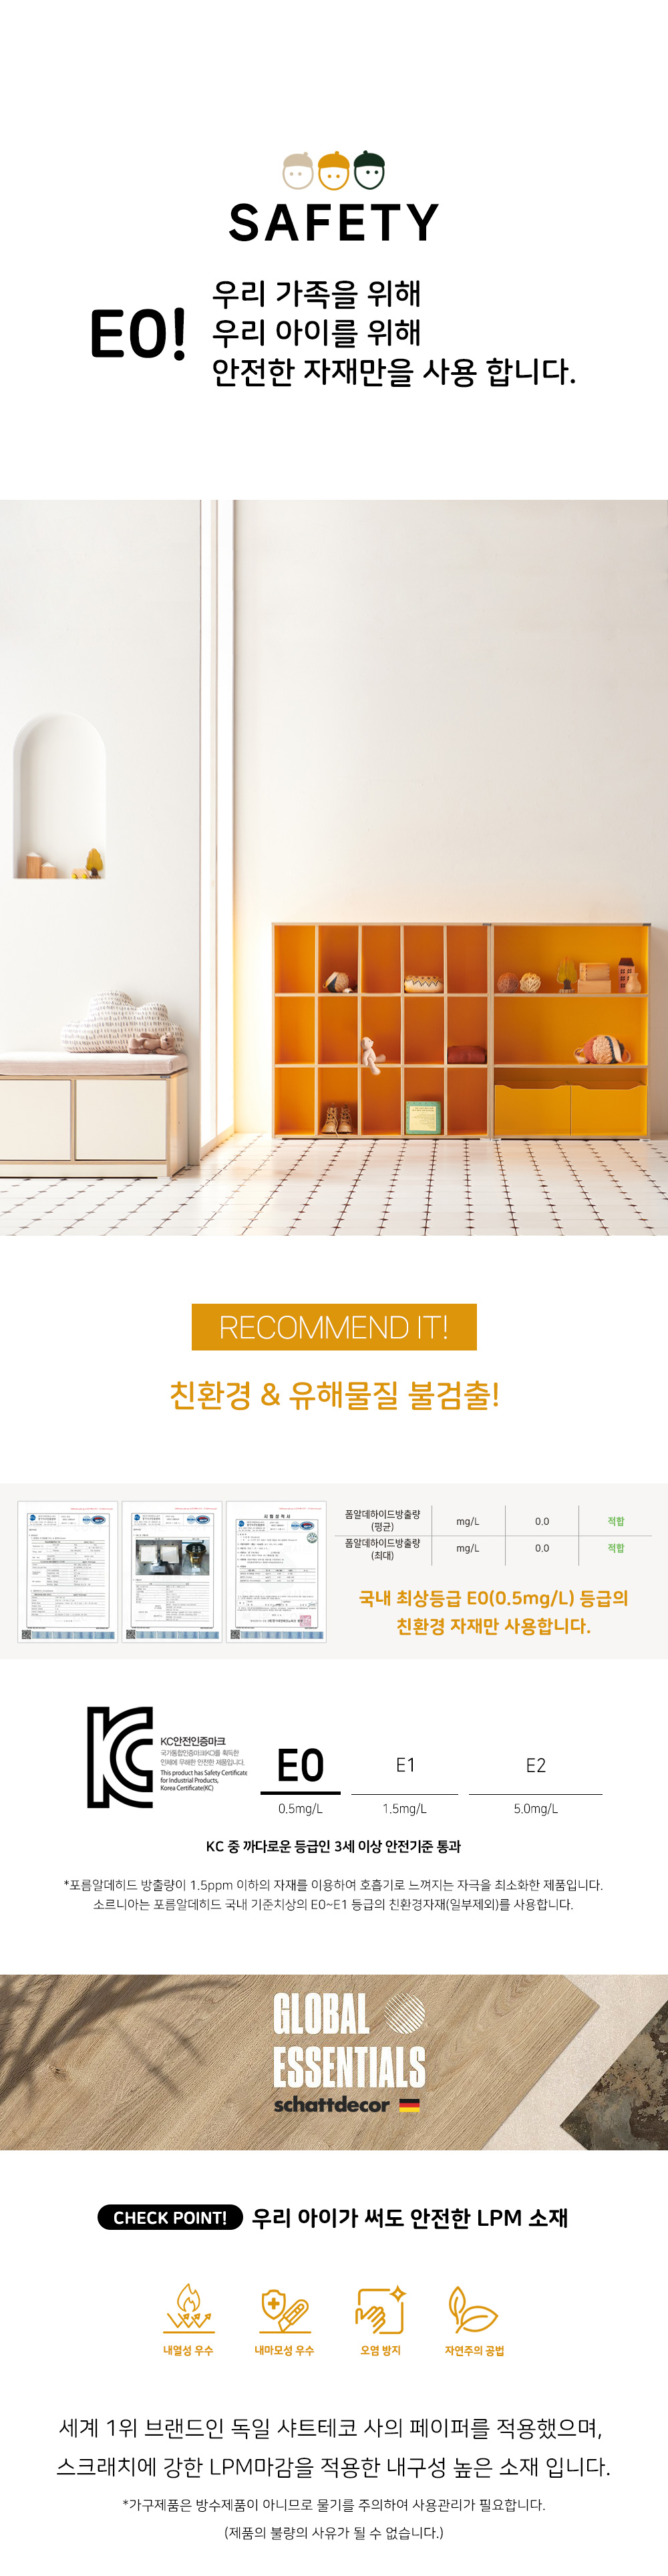 SAFETY
E0!
우리 가족을 위해
우리 아이를 위해
안전한 자재만을 사용 합니다.
RECOMMEND IT!
친환경 & 유해물질 불검출!
폼알데하이드방출량
(평균)
mg/L
0.0
적합
폼알데하이드방출량
(최대)
mg/L
0.0
적합
국내 최상등급 E0(0.5mg/L) 등급의
친환경 자재만 사용합니다.
KC안전인증마크
국가통합인증마크(KC)를 획득한
인체에 무해한 안전한 제품입니다.
This product has Safety Certificate
for Industrial Products,
Korea Certificate(KC)
E0
E1
E2
0.5mg/L
1.5mg/L
5.0mg/L
KC 중 까다로운 등급인 3세 이상 안전기준 통과
*포름알데히드 방출량이 1.5ppm 이하의 자재를 이용하여 호흡기로 느껴지는 자극을 최소화한 제품입니다.
소르니아는 포름알데히드 국내 기준치상의 E0~E1 등급의 친환경자재(일부제외)를 사용합니다.
GLOBAL
ESSENTIALS
schattdecor
CHECK POINT! 우리 아이가 써도 안전한 LPM 소재
내열성 우수
내마모성 우수
오염 방지
자연주의 공법
세계 1위 브랜드인 독일 샤트테코 사의 페이퍼를 적용했으며,
스크래치에 강한 LPM마감을 적용한 내구성 높은 소재 입니다.
*가구제품은 방수제품이 아니므로 물기를 주의하여 사용관리가 필요합니다.
(제품의 불량의 사유가 될 수 없습니다.)